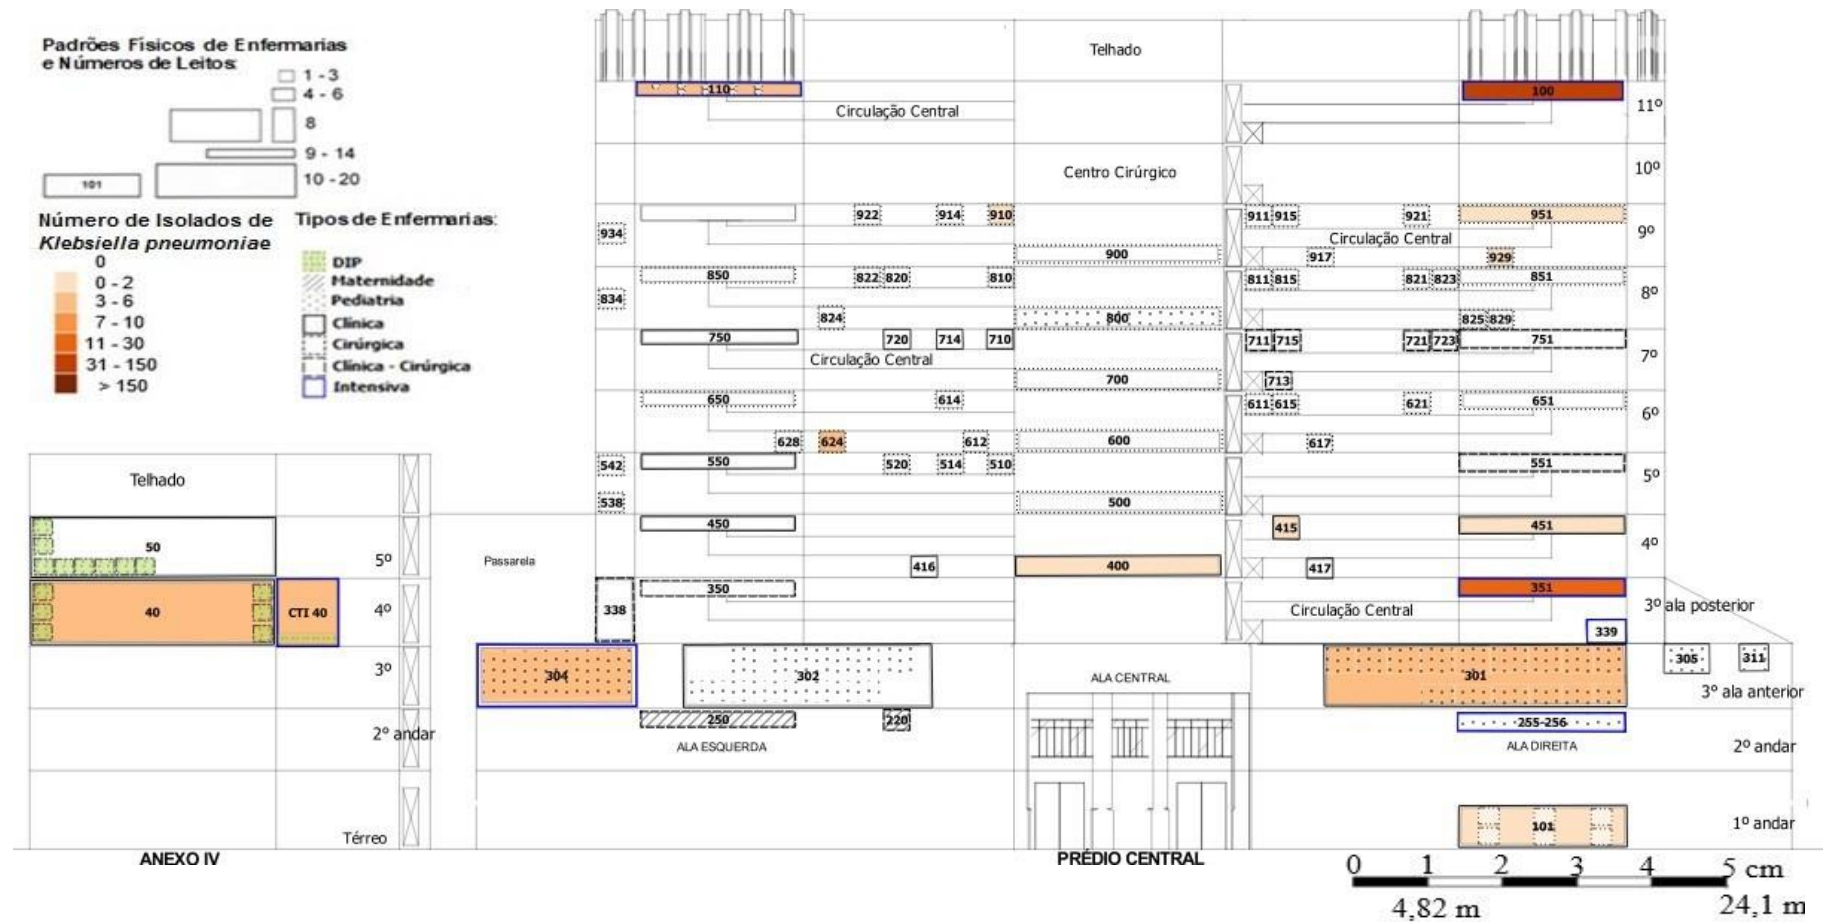 Padrões Físicos de Enfermarias
e Números de Leitos:
1 - 3
4 - 6
8
9 - 14
101
10 - 20
Número de Isolados de
Klebsiella pneumoniae
0
0 - 2
3 - 6
7 - 10
11 - 30
31 - 150
> 150
Tipos de Enfermarias:
DIP
Maternidade
Pediatria
Clínica
Cirúrgica
Clínica - Cirúrgica
Intensiva
Telhado
110
100
Circulação Central
11º
Centro Cirúrgico
10º
922 914 910 911 915 921 951
934
Circulação Central
9º
900 917 929
850 822 820 810 811 815 821 823 851
834
8º
824 800 825 829
750 720 714 710 711 715 721 723 751
Circulação Central
7º
700 713
650 614 611 615 621 651
6º
628 624 612 600 617
542 550 520 514 510 551
5º
538 500
450 415 451
4º
416 400 417
338 350 351
Circulação Central
3º ala posterior
339
304 302 301 305 311
ALA CENTRAL
3º ala anterior
250 220 255-256
ALA ESQUERDA
ALA DIREITA
2º andar
101
1º andar
Telhado
50
5º
Passarela
40
CTI 40
4º
3º
2º andar
Térreo
ANEXO IV
PRÉDIO CENTRAL
0 1 2 3 4 5 cm
4,82 m 24,1 m